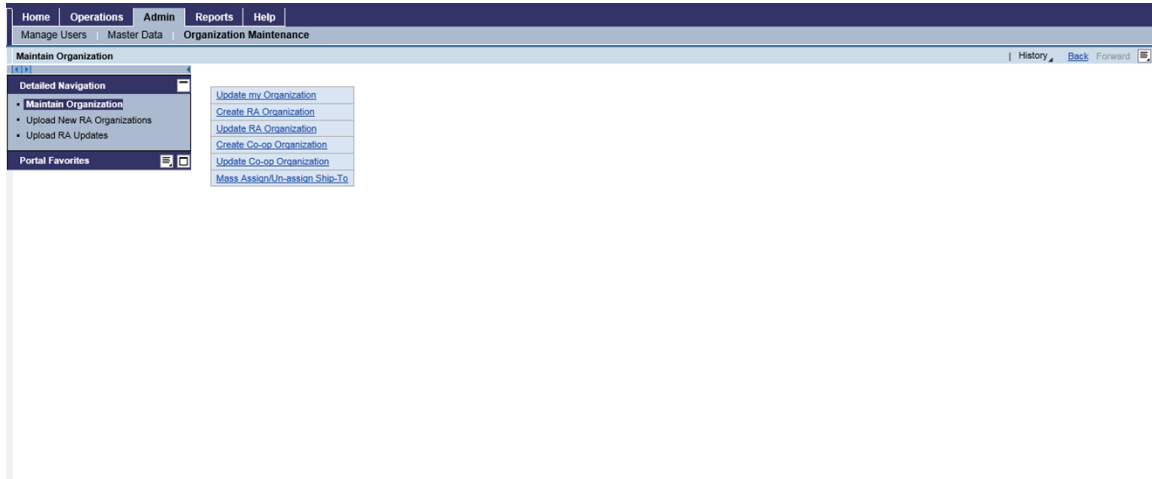 Home Operations Admin Reports Help
Manage Users | Master Data | Organization Maintenance
Maintain Organization | History Back Forward
Detailed Navigation
• Maintain Organization
• Upload New RA Organizations
• Upload RA Updates
Portal Favorites
Update my Organization
Create RA Organization
Update RA Organization
Create Co-op Organization
Update Co-op Organization
Mass Assign/Un-assign Ship-To